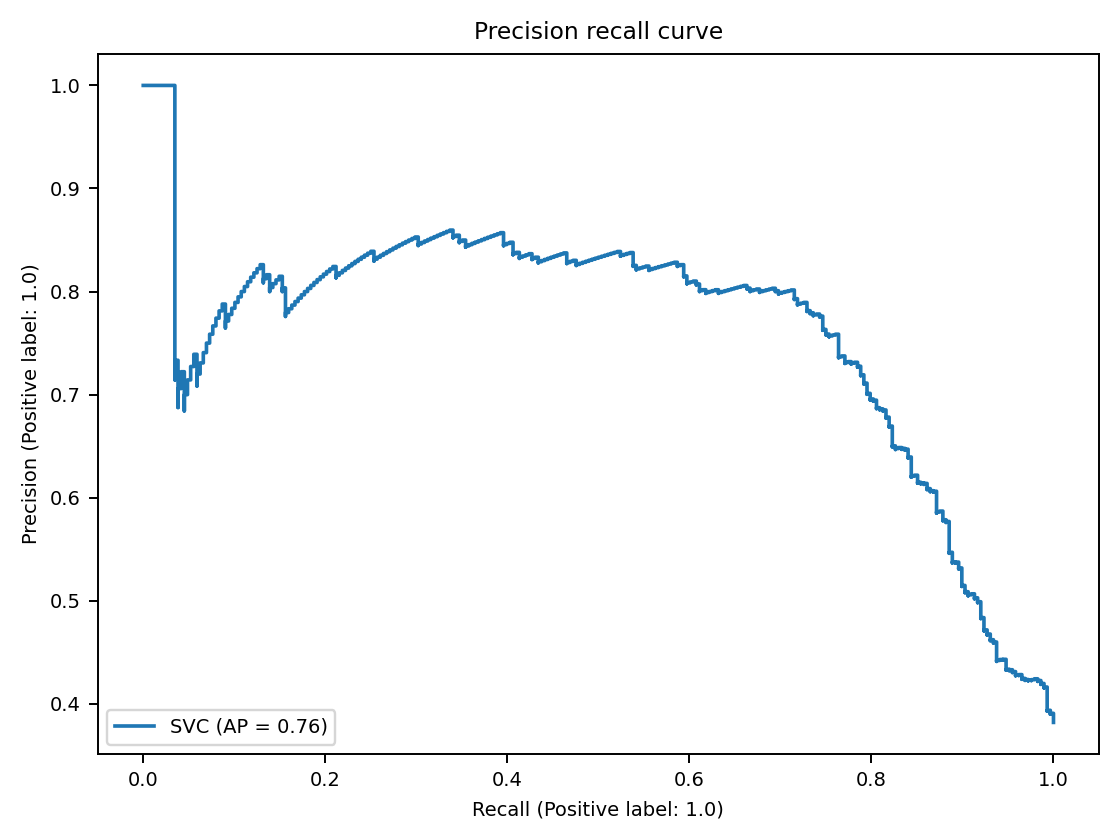 Precision recall curve
1.0
0.9
0.8
0.7
0.6
0.5
0.4
Precision (Positive label: 1.0)
SVC (AP = 0.76)
0.0 0.2 0.4 0.6 0.8 1.0
Recall (Positive label: 1.0)